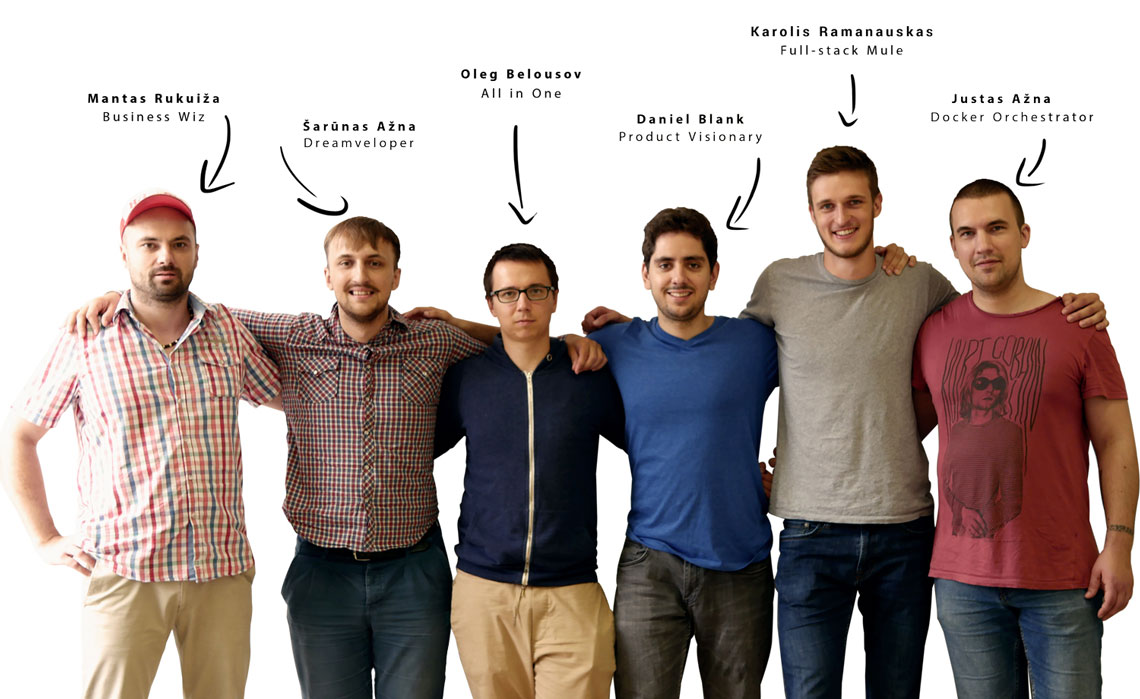 Mantas Rukuiža
Business Wiz
Šarūnas Ažna
Dreamveloper
Oleg Belousov
All in One
Daniel Blank
Product Visionary
Karolis Ramanauskas
Full-stack Mule
Justas Ažna
Docker Orchestrator